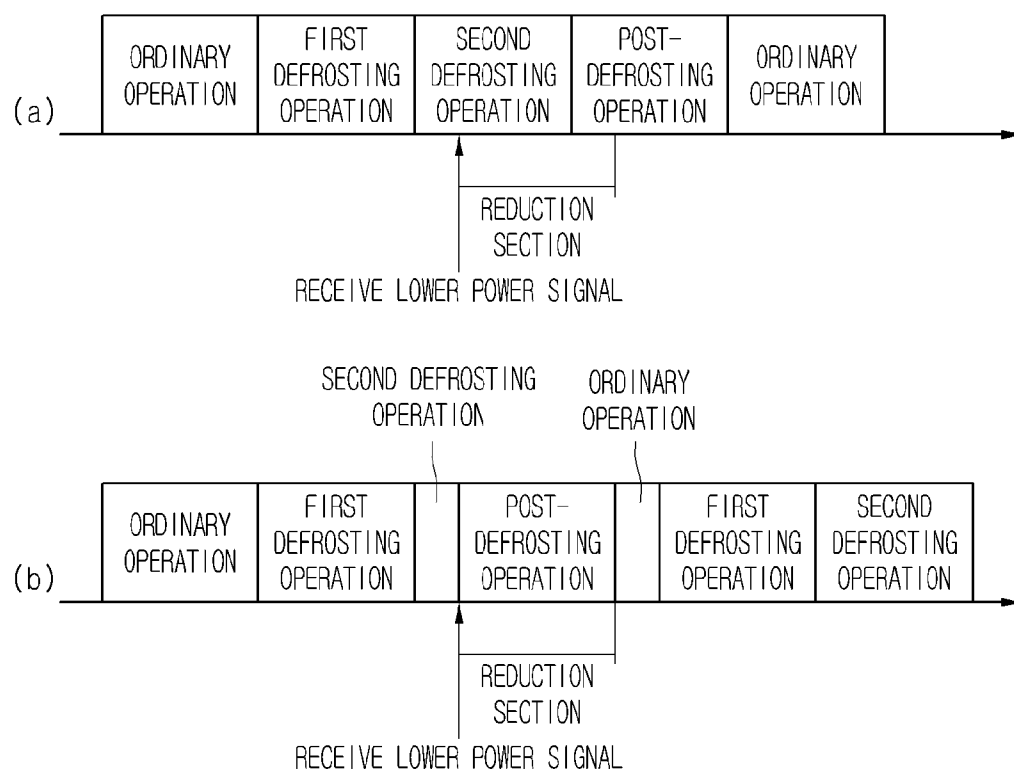 (a)
ORDINARY
OPERATION
FIRST
DEFROSTING
OPERATION
SECOND
DEFROSTING
OPERATION
POST-
DEFROSTING
OPERATION
ORDINARY
OPERATION
REDUCTION
SECTION
RECEIVE LOWER POWER SIGNAL
SECOND DEFROSTING
OPERATION
ORDINARY
OPERATION
(b)
ORDINARY
OPERATION
FIRST
DEFROSTING
OPERATION
POST-
DEFROSTING
OPERATION
FIRST
DEFROSTING
OPERATION
SECOND
DEFROSTING
OPERATION
REDUCTION
SECTION
RECEIVE LOWER POWER SIGNAL